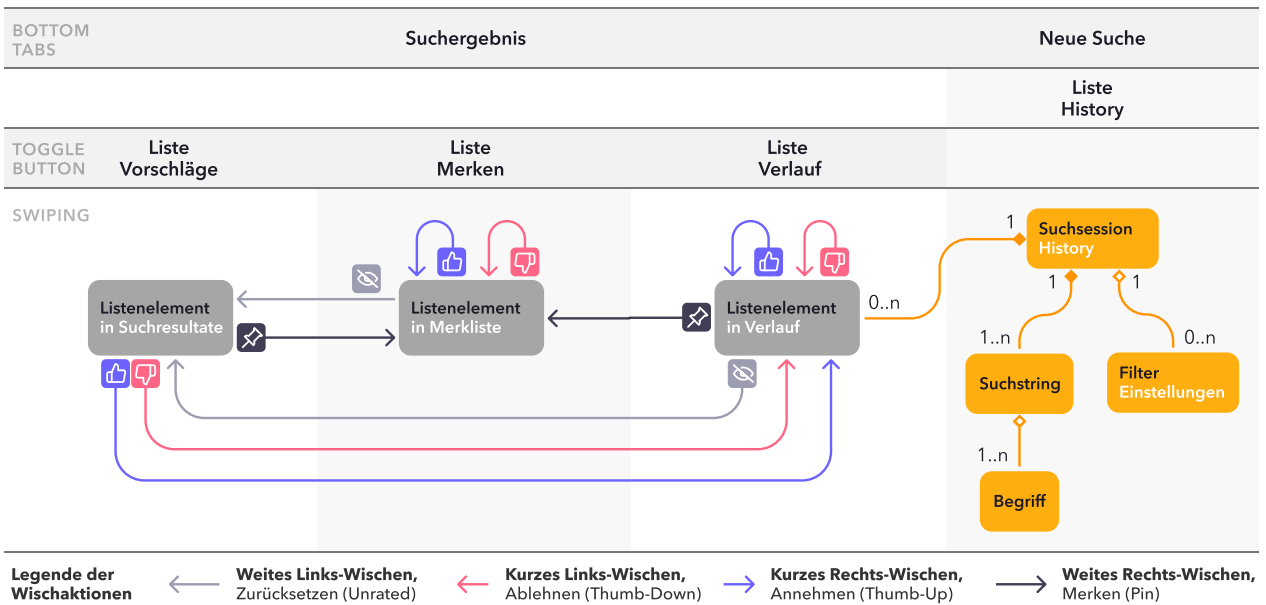 BOTTOM
TABS
Suchergebnis
Neue Suche
Liste
History
TOGGLE
BUTTON
Liste
Vorschläge
Liste
Merken
Liste
Verlauf
SWIPING
1
Suchsession
History
Listenelement
in Suchresultate
Listenelement
in Merkliste
Listenelement
in Verlauf
0..n
1
1
1..n
0..n
Suchstring
Filter
Einstellungen
1..n
Begriff
Legende der
Wischaktionen
Weites Links-Wischen,
Zurücksetzen (Unrated)
Kurzes Links-Wischen,
Ablehnen (Thumb-Down)
Kurzes Rechts-Wischen,
Annehmen (Thumb-Up)
Weites Rechts-Wischen,
Merken (Pin)